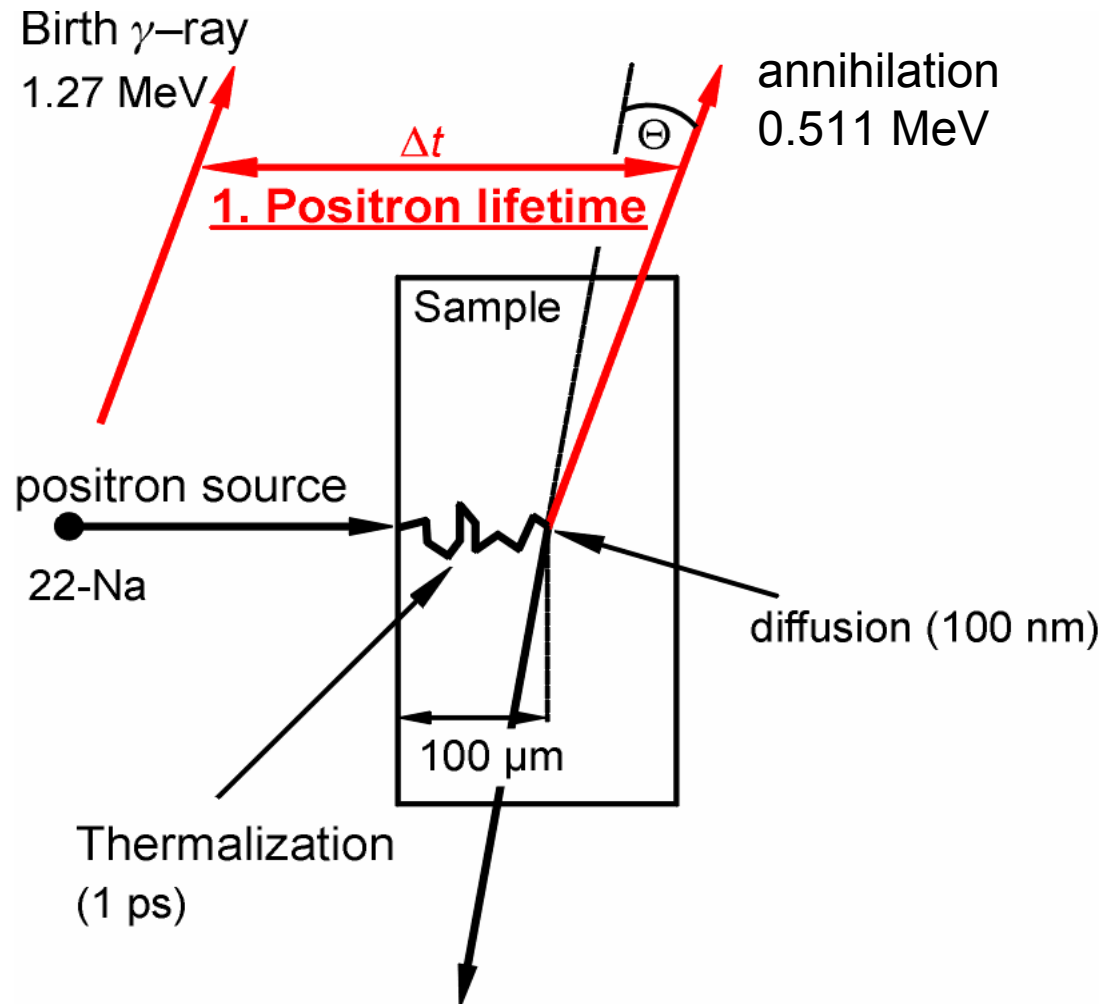 Birth γ–ray
1.27 MeV
annihilation
0.511 MeV
Θ
Δt
1. Positron lifetime
Sample
positron source
22-Na
diffusion (100 nm)
100 µm
Thermalization
(1 ps)